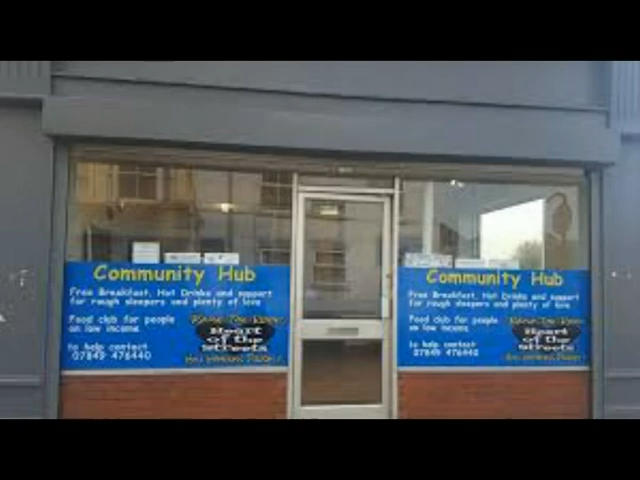 Community Hub
Free Breakfast, Hot Drinks and support
for rough sleepers and plenty of love
Food club for people
on low income
to help contact
07849 476440
Heart
of the
Streets
Community Hub
Free Breakfast, Hot Drinks and support
for rough sleepers and plenty of love
Food club for people
on low income
to help contact
07849 476440
Heart
of the
streets